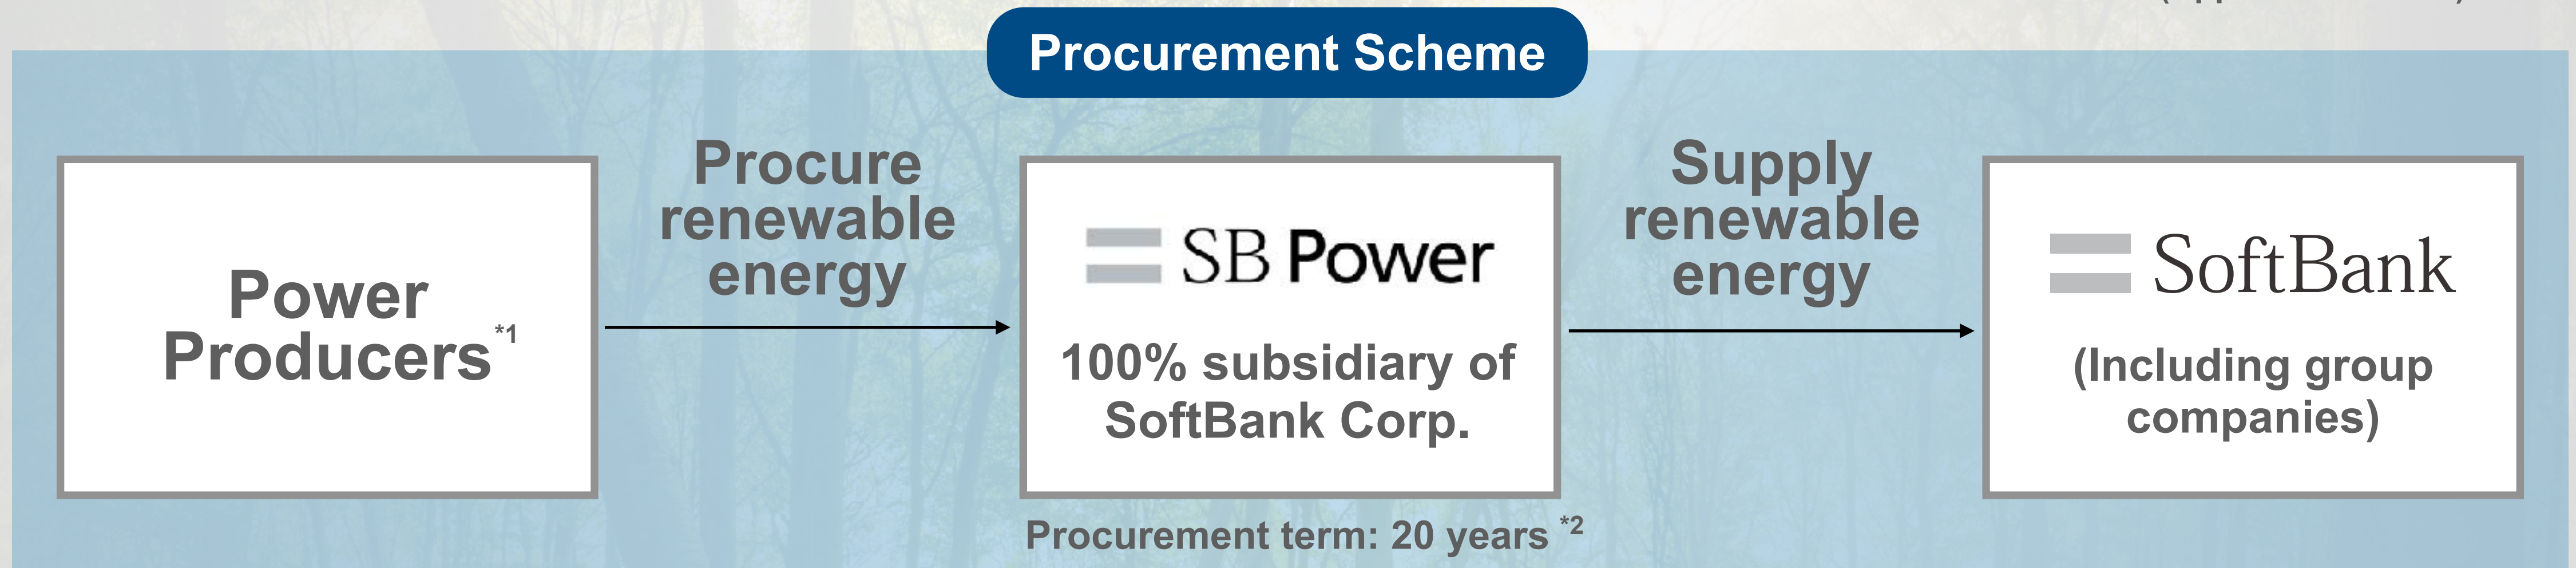 Procurement Scheme
Power
Producers*1
Procure
renewable
energy
SB Power
100% subsidiary of
SoftBank Corp.
Procurement term: 20 years *2
Supply
renewable
energy
SoftBank
(Including group
companies)